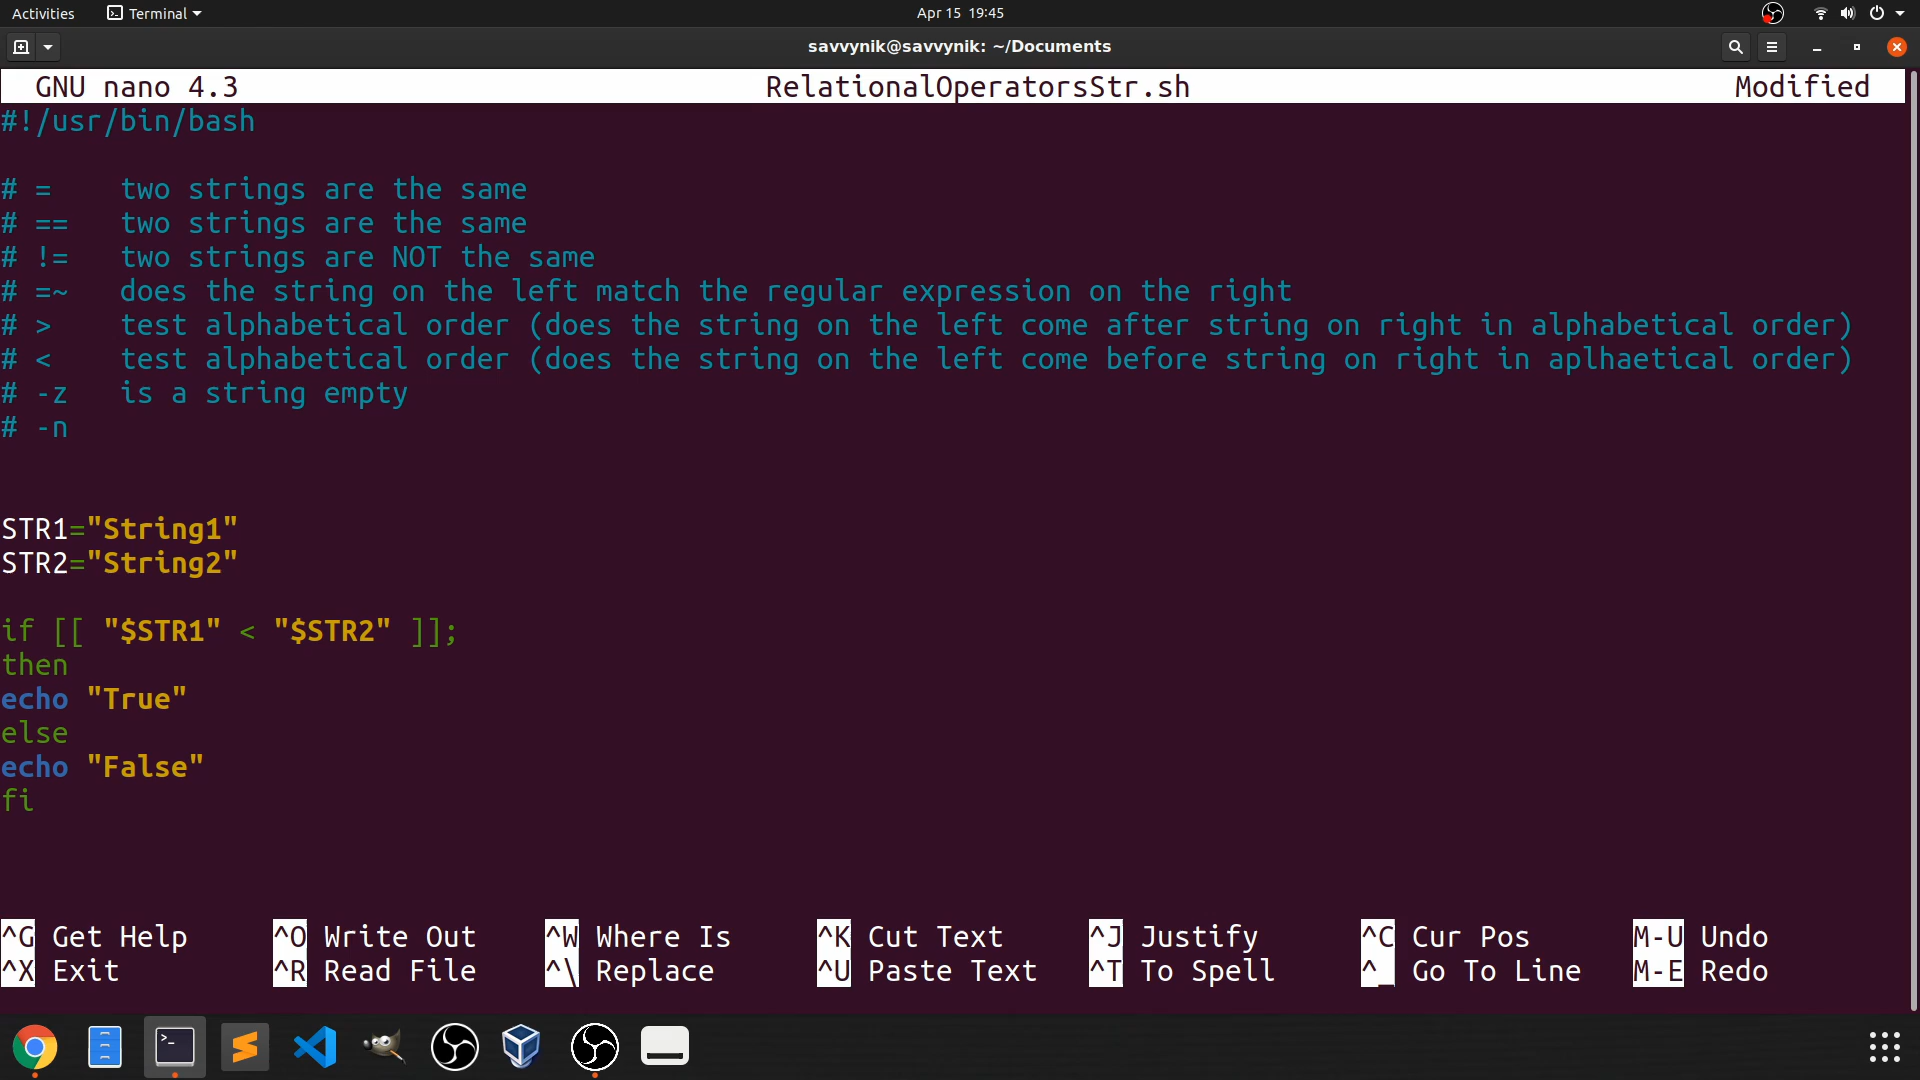 Activities Terminal Apr 15 19:45
savvynik@savvynik: ~/Documents
GNU nano 4.3 RelationalOperatorsStr.sh Modified
#!/usr/bin/bash
# = two strings are the same
# == two strings are the same
# != two strings are NOT the same
# =~ does the string on the left match the regular expression on the right
# > test alphabetical order (does the string on the left come after string on right in alphabetical order)
# < test alphabetical order (does the string on the left come before string on right in aplhaetical order)
# -z is a string empty
# -n
STR1="String1"
STR2="String2"
if [[ "$STR1" < "$STR2" ]];
then
echo "True"
else
echo "False"
fi
^G Get Help ^O Write Out ^W Where Is ^K Cut Text ^J Justify ^C Cur Pos M-U Undo
^X Exit ^R Read File ^\ Replace ^U Paste Text ^T To Spell ^_ Go To Line M-E Redo